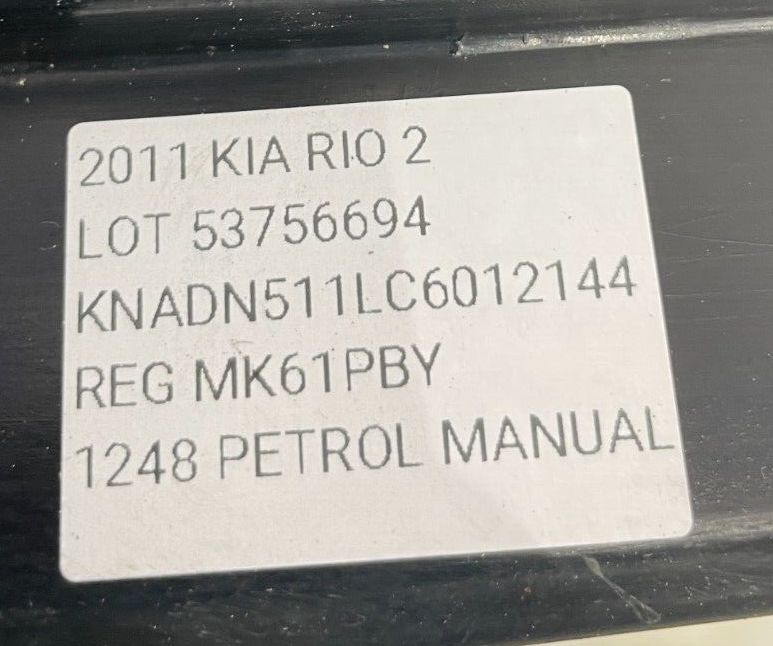 2011 KIA RIO 2
LOT 53756694
KNADN511LC6012144
REG MK61PBY
1248 PETROL MANUAL